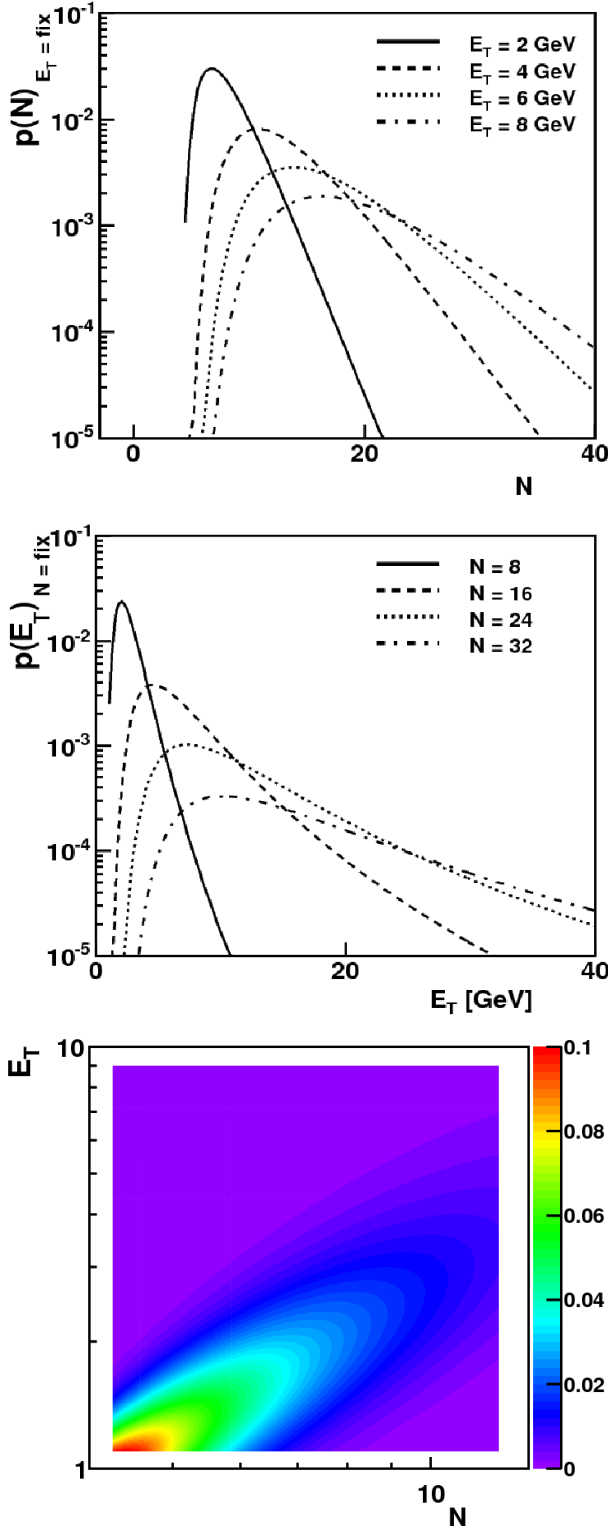 p(N) E_T = fix
10^-1
10^-2
10^-3
10^-4
10^-5
E_T = 2 GeV
E_T = 4 GeV
E_T = 6 GeV
E_T = 8 GeV
0 20 40
N
p(E_T) N = fix
10^-1
10^-2
10^-3
10^-4
10^-5
N = 8
N = 16
N = 24
N = 32
0 20 40
E_T [GeV]
E_T
10
1
10
N
0.1
0.08
0.06
0.04
0.02
0